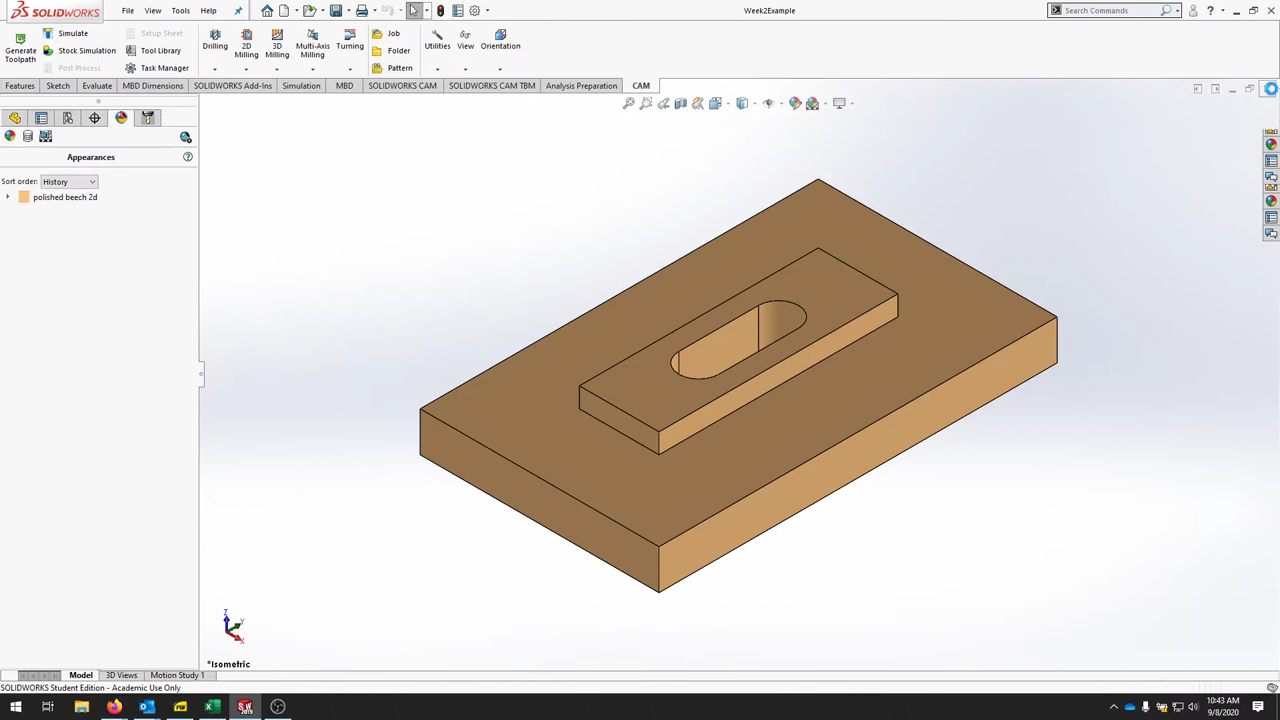 SOLIDWORKS File View Tools Help Week2Example Search Commands
Generate Toolpath
Simulate
Stock Simulation
Post Process
Setup Sheet
Tool Library
Task Manager
Drilling
2D Milling
3D Milling
Multi-Axis Milling
Turning
Job
Folder
Pattern
Utilities
View
Orientation
Features Sketch Evaluate MBD Dimensions SOLIDWORKS Add-Ins Simulation MBD SOLIDWORKS CAM SOLIDWORKS CAM TBM Analysis Preparation CAM
Appearances
Sort order: History
polished beech 2d
Z
Y
X
*Isometric
Model 3D Views Motion Study 1
SOLIDWORKS Student Edition - Academic Use Only
10:43 AM
9/8/2020